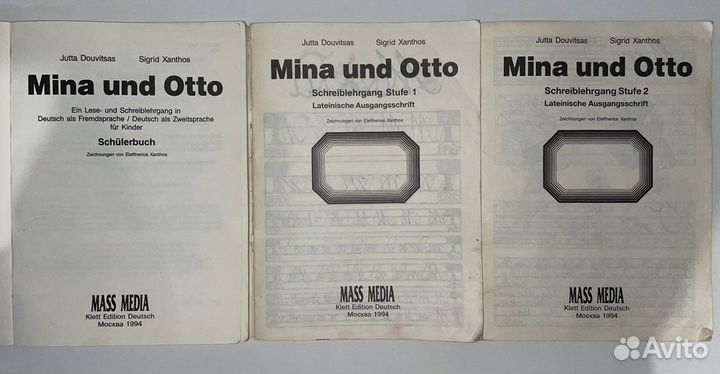 Jutta Douvitsas Sigrid Xanthos
Mina und Otto
Ein Lese- und Schreiblehrgang in
Deutsch als Fremdsprache / Deutsch als Zweitsprache
für Kinder
Schülerbuch
Zeichnungen von Eleftherios Xanthos
MASS MEDIA
Klett Edition Deutsch
Москва 1994
Jutta Douvitsas Sigrid Xanthos
Mina und Otto
Schreiblehrgang Stufe 1
Lateinische Ausgangsschrift
Zeichnungen von Eleftherios Xanthos
MASS MEDIA
Klett Edition Deutsch
Москва 1994
Jutta Douvitsas Sigrid Xanthos
Mina und Otto
Schreiblehrgang Stufe 2
Lateinische Ausgangsschrift
Zeichnungen von Eleftherios Xanthos
MASS MEDIA
Klett Edition Deutsch
Москва 1994
Avito